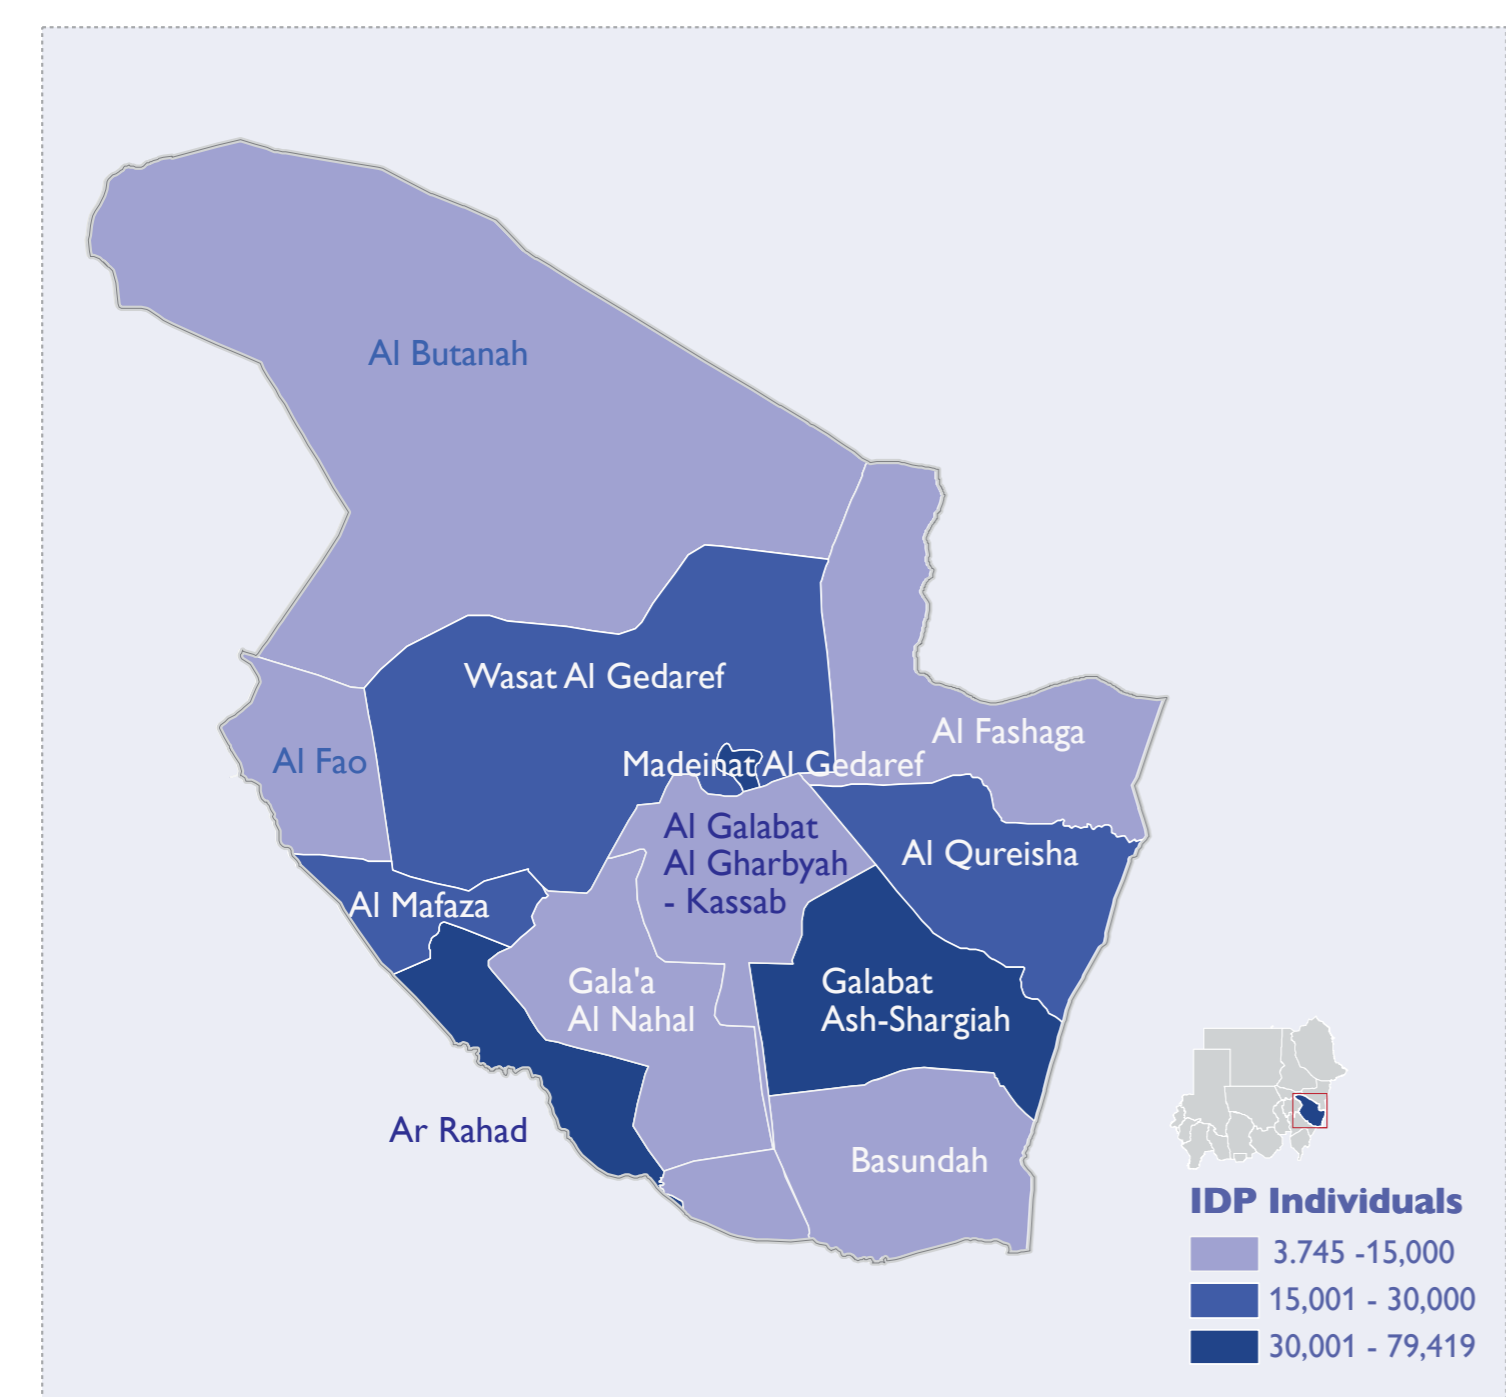 Al Butanah
Wasat Al Gedaref
Al Fashaga
Al Fao
Madeinat Al Gedaref
Al Galabat
Al Gharbyah
- Kassab
Al Qureisha
Al Mafaza
Gala'a
Al Nahal
Galabat
Ash-Shargiah
Ar Rahad
Basundah
IDP Individuals
3.745 -15,000
15,001 - 30,000
30,001 - 79,419